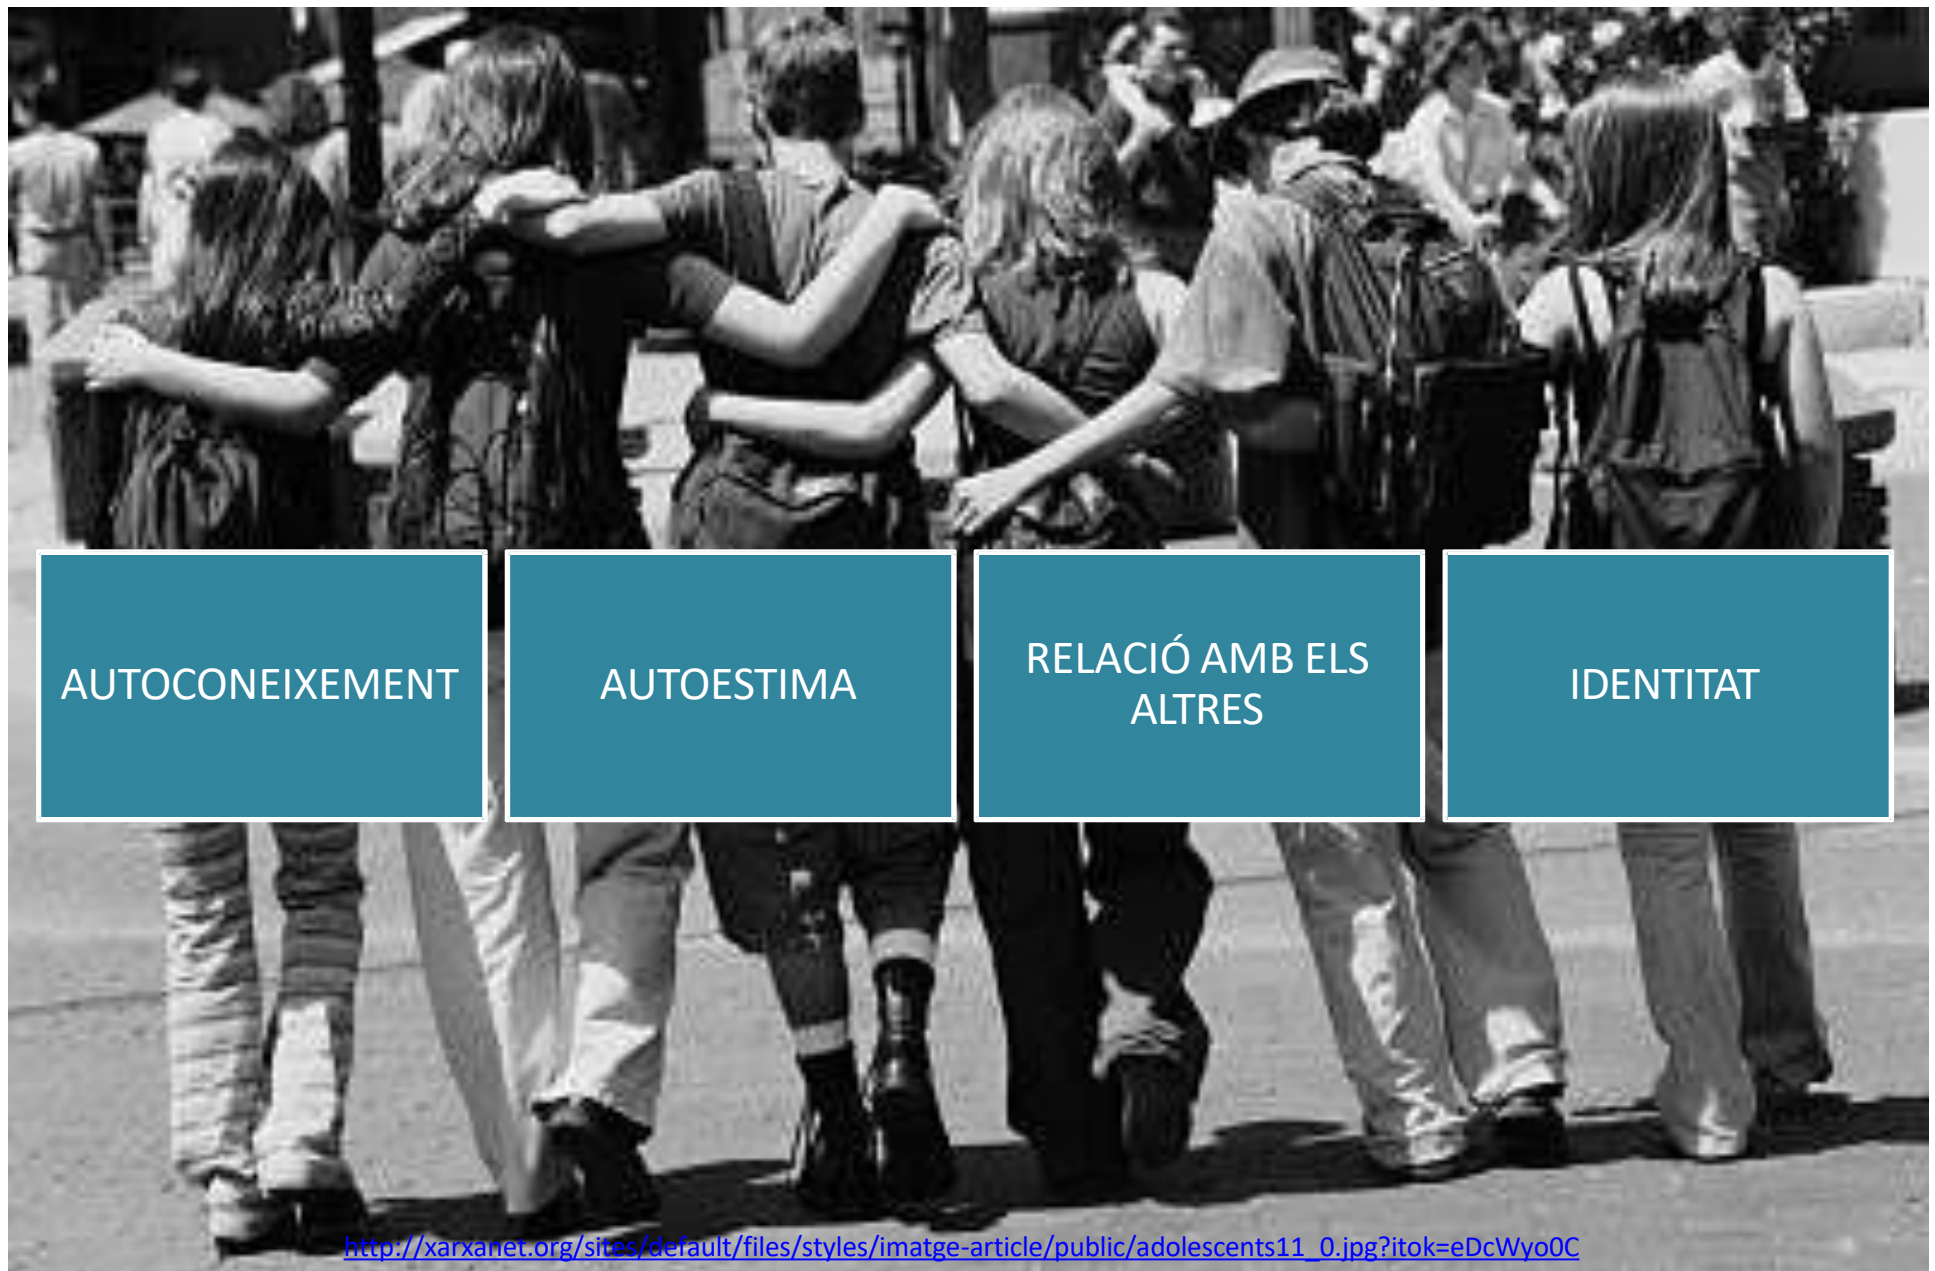 AUTOCONEIXEMENT
AUTOESTIMA
RELACIÓ AMB ELS
ALTRES
IDENTITAT
http://xarxanet.org/sites/default/files/styles/imatge-article/public/adolescents11_0.jpg?itok=eDcWyo0C